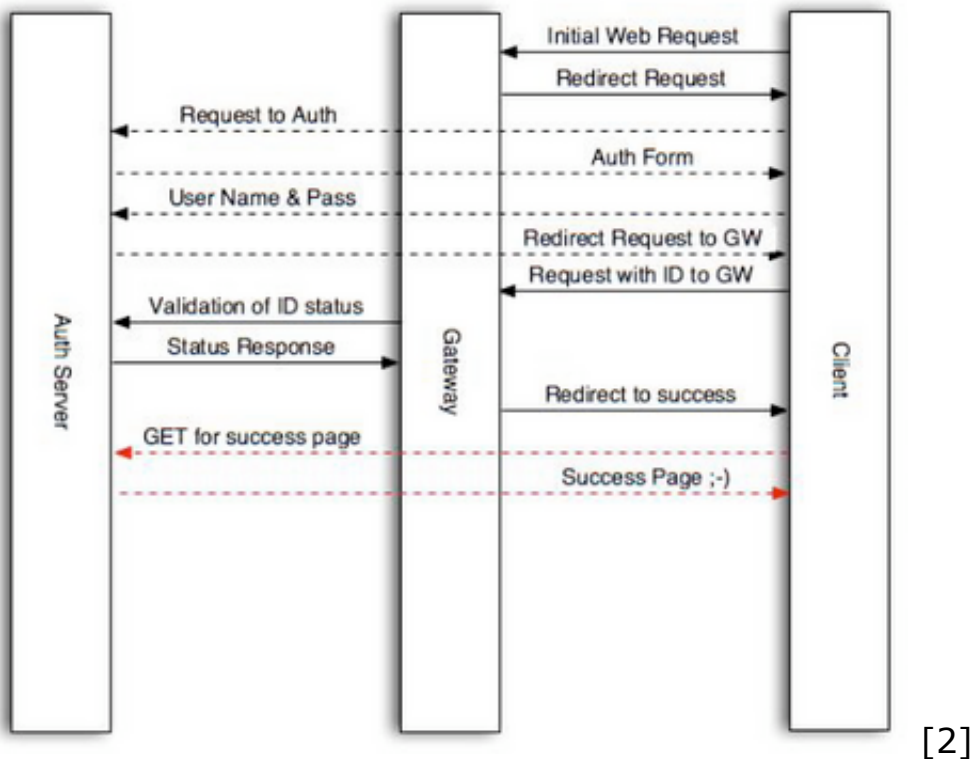 Initial Web Request
Redirect Request
Request to Auth
Auth Form
User Name & Pass
Redirect Request to GW
Request with ID to GW
Validation of ID status
Status Response
Auth Server
Gateway
Client
Redirect to success
GET for success page
Success Page ;-)
[2]